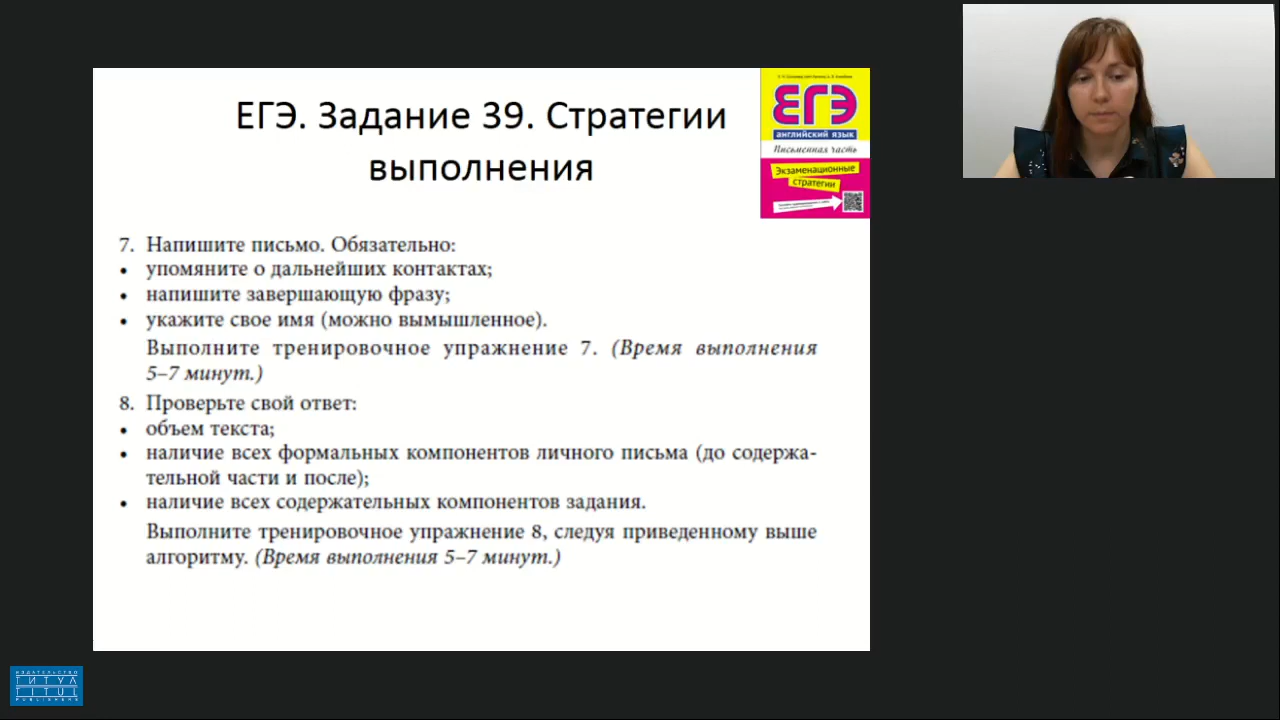 ЕГЭ. Задание 39. Стратегии
выполнения
ЕГЭ
английский язык
Письменная часть
Экзаменационные
стратегии
7. Напишите письмо. Обязательно:
• упомяните о дальнейших контактах;
• напишите завершающую фразу;
• укажите свое имя (можно вымышленное).
Выполните тренировочное упражнение 7. (Время выполнения
5–7 минут.)
8. Проверьте свой ответ:
• объем текста;
• наличие всех формальных компонентов личного письма (до содержа-
тельной части и после);
• наличие всех содержательных компонентов задания.
Выполните тренировочное упражнение 8, следуя приведенному выше
алгоритму. (Время выполнения 5–7 минут.)
ИЗДАТЕЛЬСТВО
ТИТУЛ
TITUL
PUBLISHERS